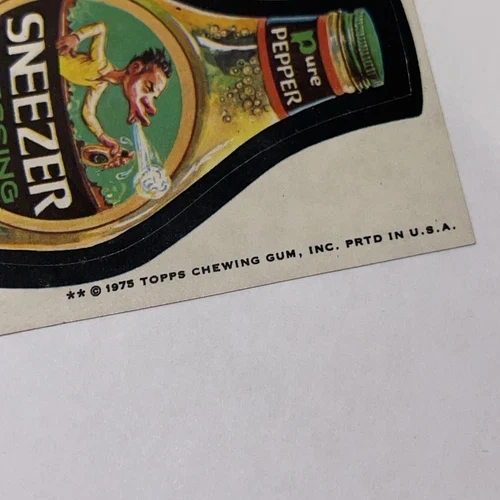 SNEEZER
Pure
PEPPER
** © 1975 TOPPS CHEWING GUM, INC. PRTD IN U.S.A.